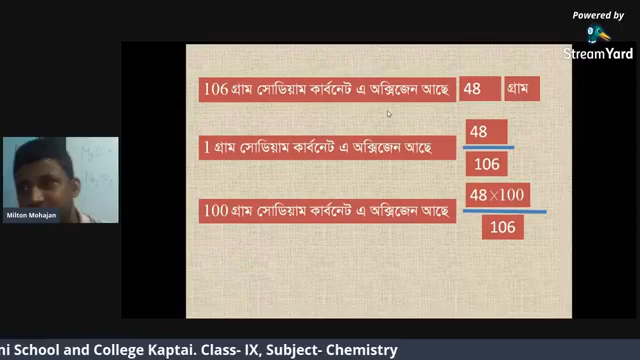 Powered by
StreamYard
106 গ্রাম সোডিয়াম কার্বনেট এ অক্সিজেন আছে 48 গ্রাম
1 গ্রাম সোডিয়াম কার্বনেট এ অক্সিজেন আছে 48
106
100 গ্রাম সোডিয়াম কার্বনেট এ অক্সিজেন আছে 48 ×100
106
Milton Mohajan
ni School and College Kaptai. Class- IX, Subject- Chemistry